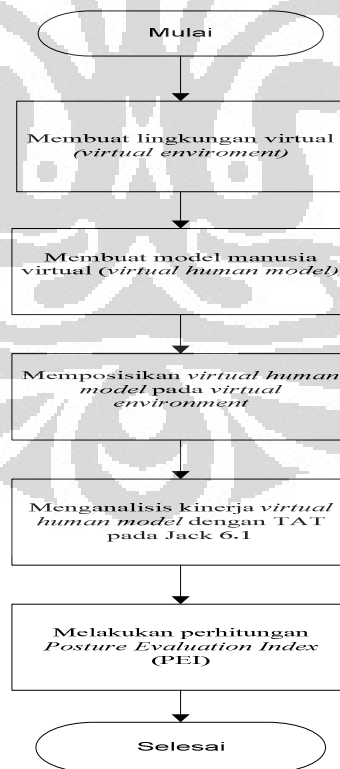 Mulai
Membuat lingkungan virtual
(virtual enviroment)
Membuat model manusia
virtual (virtual human model)
Memposisikan virtual human
model pada virtual
environment
Menganalisis kinerja virtual
human model dengan TAT
pada Jack 6.1
Melakukan perhitungan
Posture Evaluation Index
(PEI)
Selesai